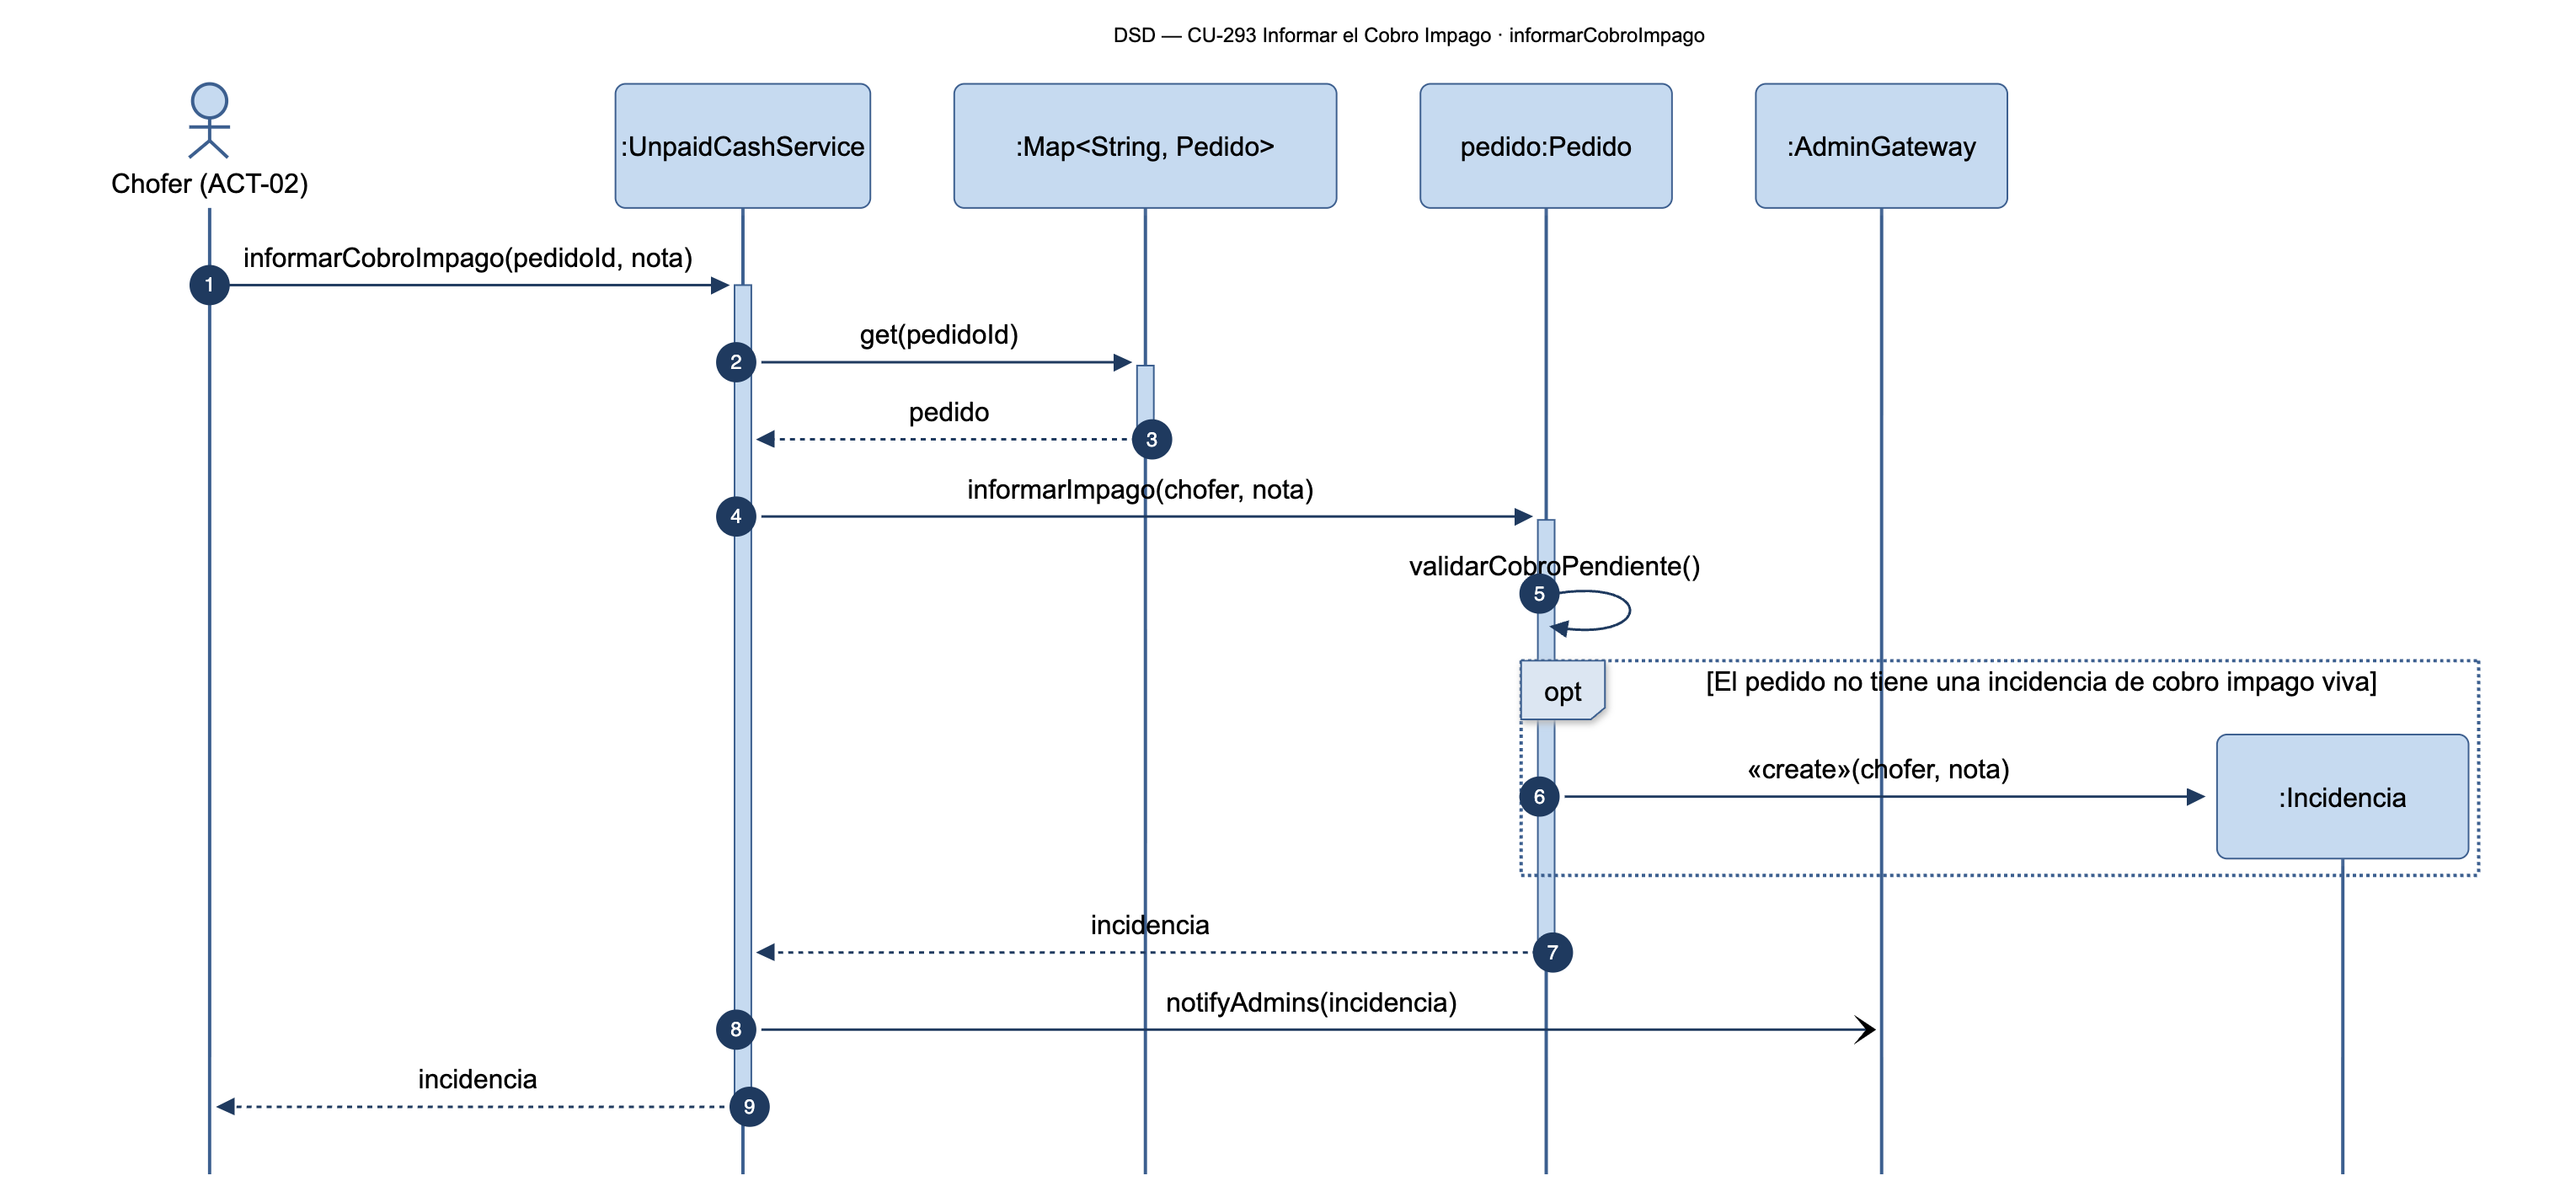 DSD — CU-293 Informar el Cobro Impago · informarCobroImpago
Chofer (ACT-02)
:UnpaidCashService
:Map<String, Pedido>
pedido:Pedido
:AdminGateway
informarCobroImpago(pedidoId, nota)
1
get(pedidoId)
2
pedido
3
informarImpago(chofer, nota)
4
validarCobroPendiente()
5
opt
[El pedido no tiene una incidencia de cobro impago viva]
«create»(chofer, nota)
6
:Incidencia
incidencia
7
notifyAdmins(incidencia)
8
incidencia
9